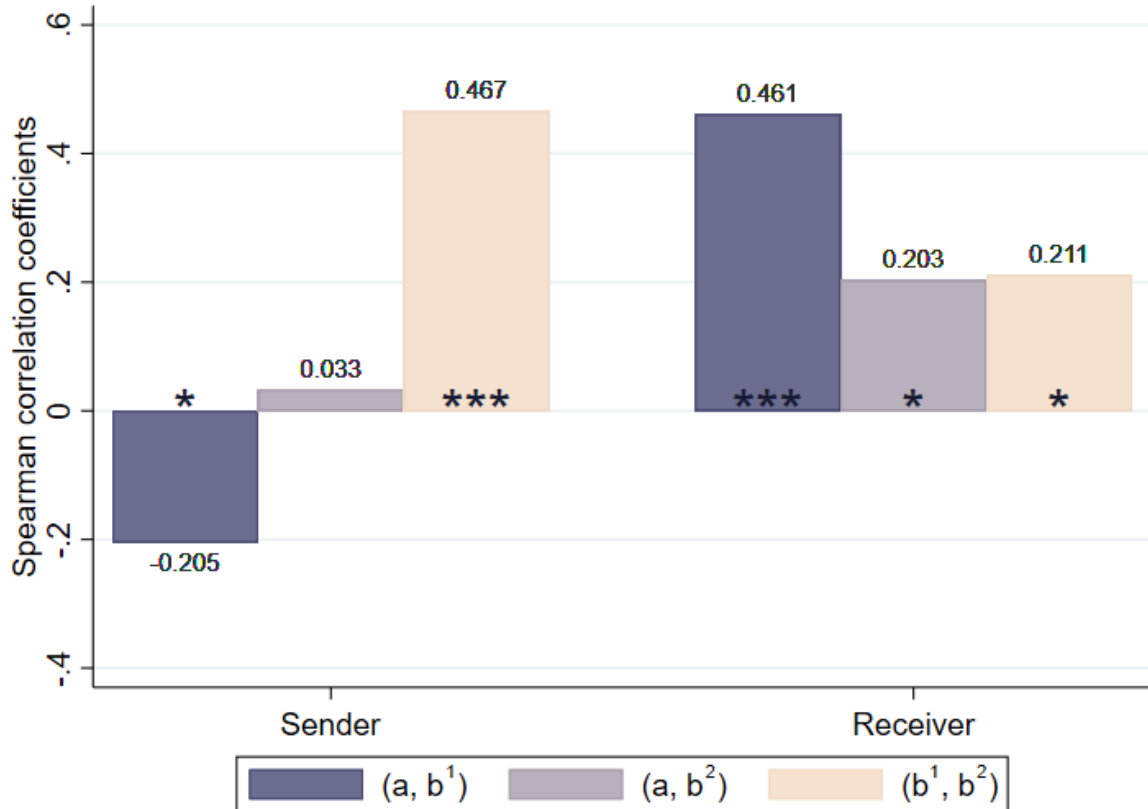 Spearman correlation coefficients
.6
.4
.2
0
-.2
-.4
0.467
0.461
0.203
0.211
0.033
-0.205
*
***
***
*
*
Sender
Receiver
(a, b¹)
(a, b²)
(b¹, b²)